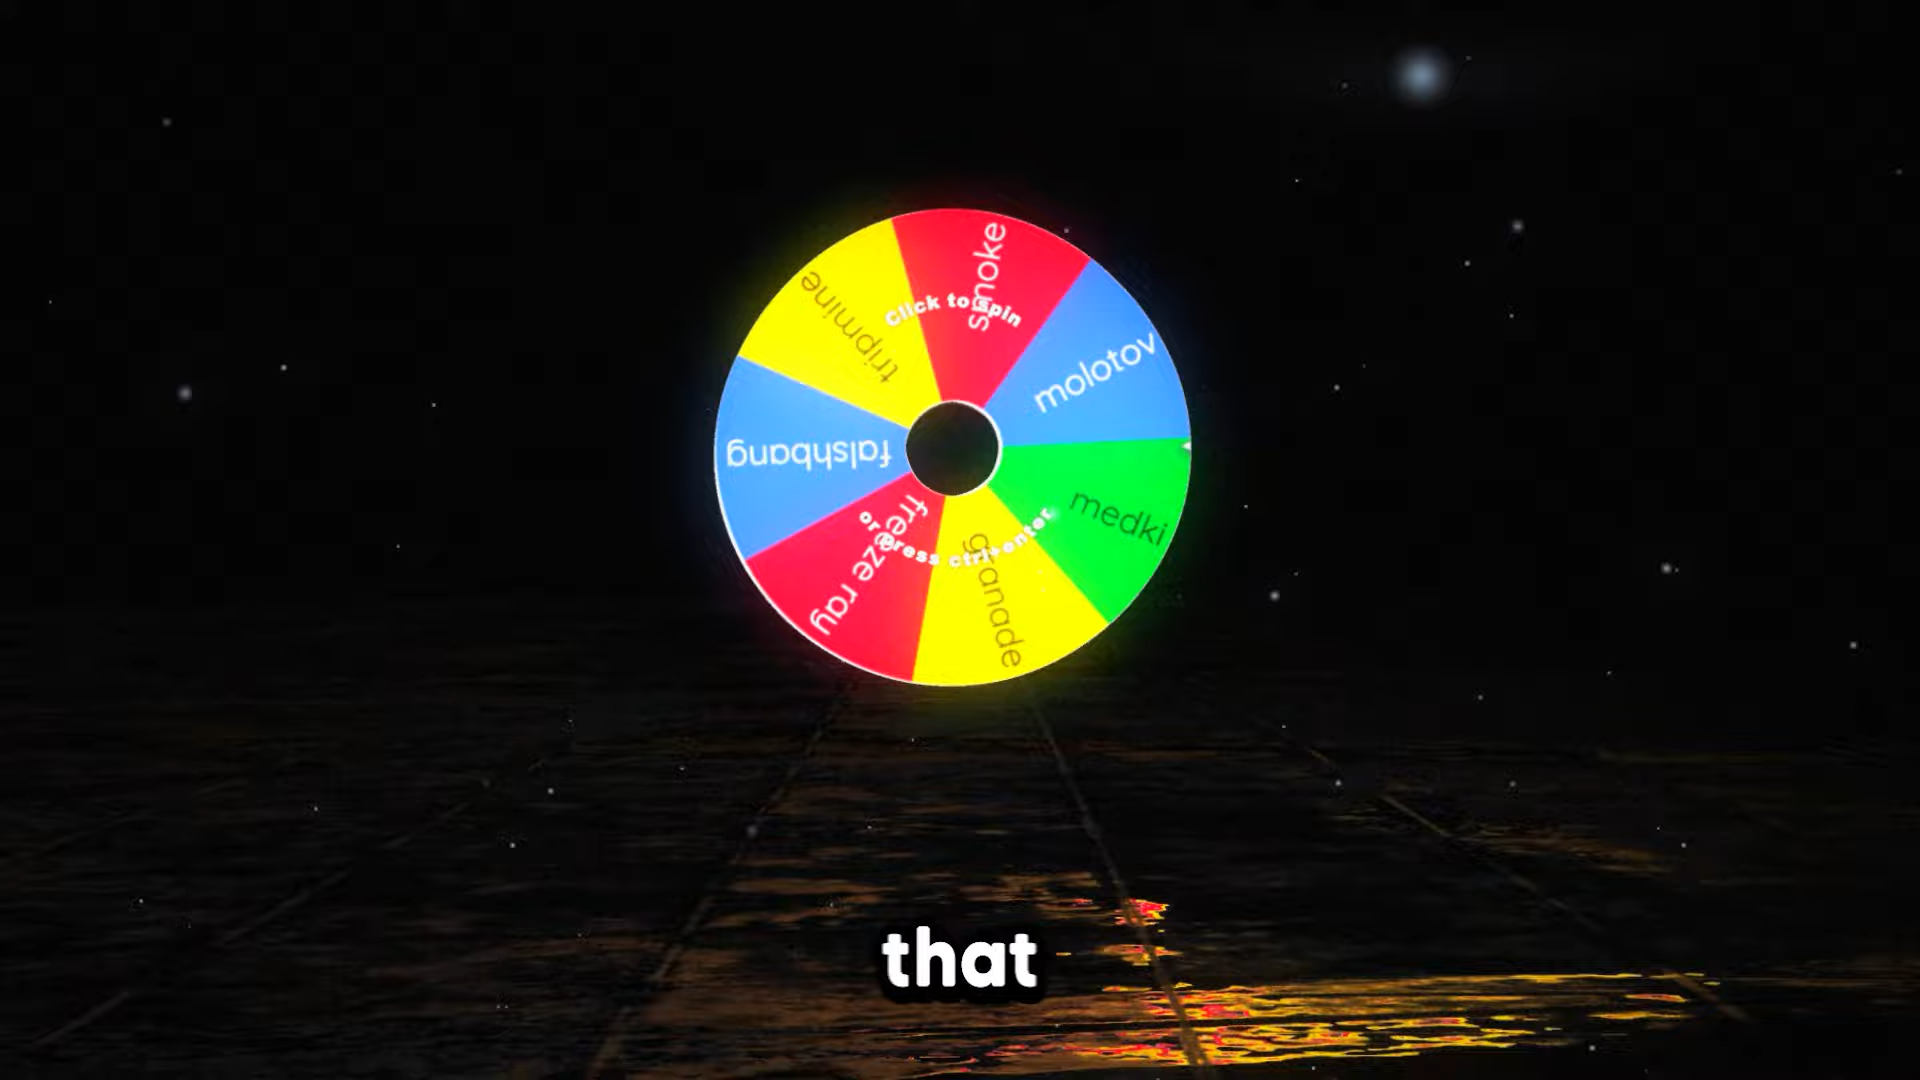 smoke
tripmine
Click to spin
molotov
falshbang
medki
freeze ray
or press ctrl+enter
granade
that